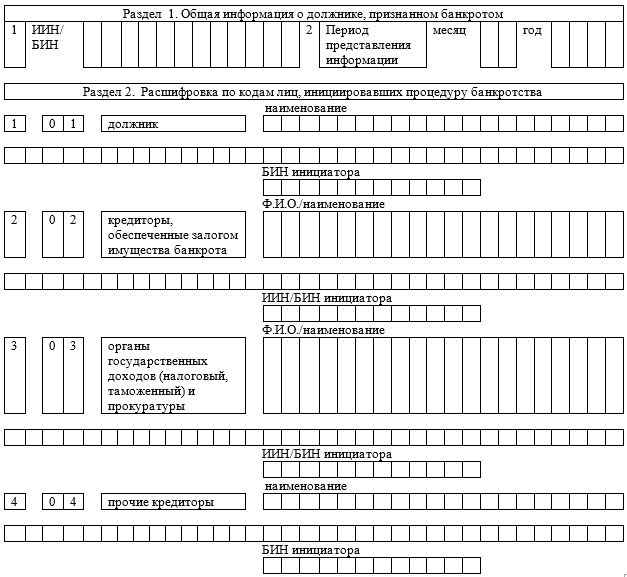 Раздел 1. Общая информация о должнике, признанном банкротом
1 ИИН/ 2 Период месяц год
БИН представления
информации
Раздел 2. Расшифровка по кодам лиц, инициировавших процедуру банкротства
наименование
1 0 1 должник
БИН инициатора
Ф.И.О./наименование
2 0 2 кредиторы,
обеспеченные залогом
имущества банкрота
ИИН/БИН инициатора
Ф.И.О./наименование
3 0 3 органы
государственных
доходов (налоговый,
таможенный) и
прокуратуры
ИИН/БИН инициатора
наименование
4 0 4 прочие кредиторы
БИН инициатора